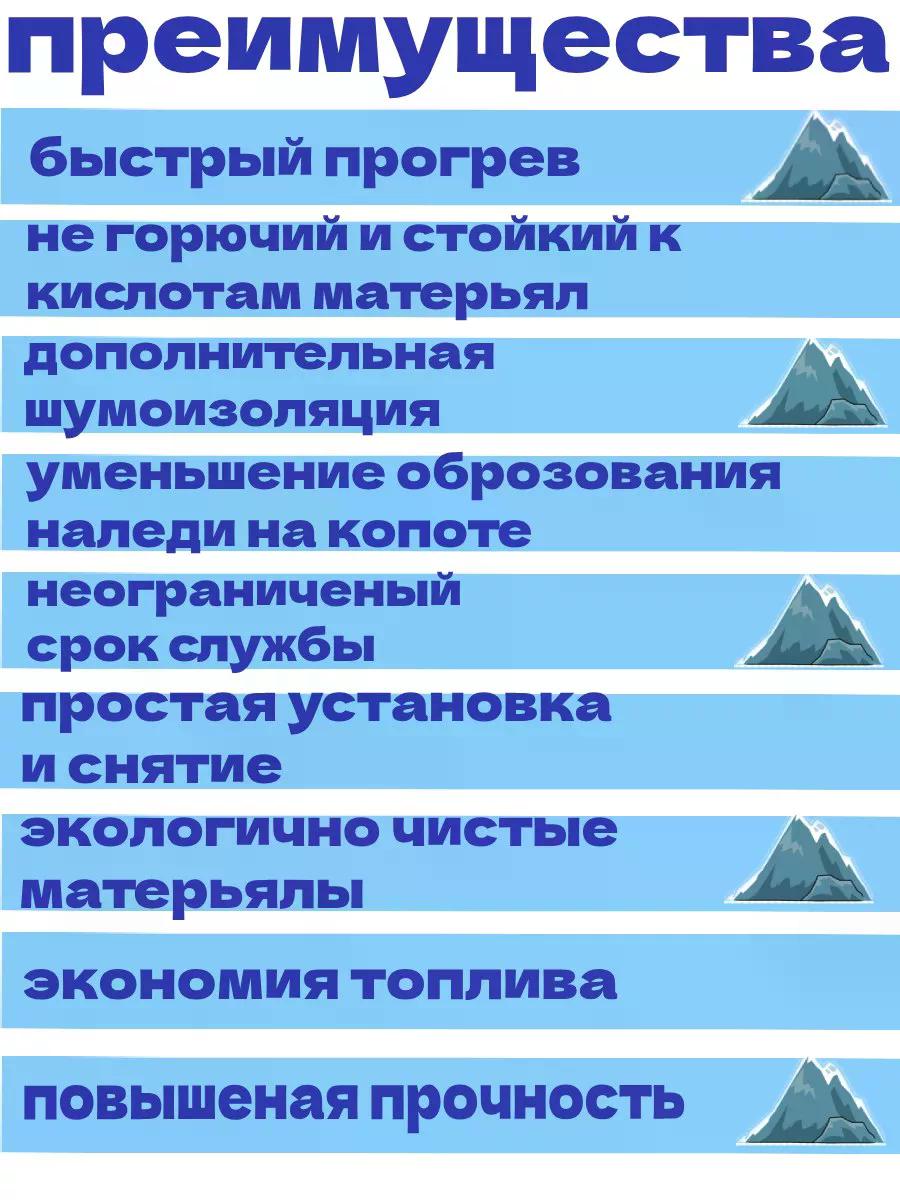 преимущества
быстрый прогрев
не горючий и стойкий к
кислотам матерьял
дополнительная
шумоизоляция
уменьшение оброзования
наледи на копоте
неограниченый
срок службы
простая установка
и снятие
экологично чистые
матерьялы
экономия топлива
повышеная прочность